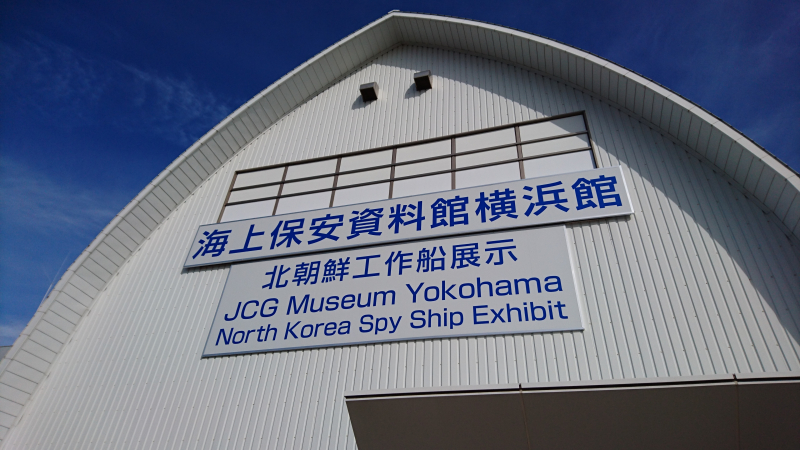 海上保安資料館横浜館
北朝鮮工作船展示
JCG Museum Yokohama
North Korea Spy Ship Exhibit